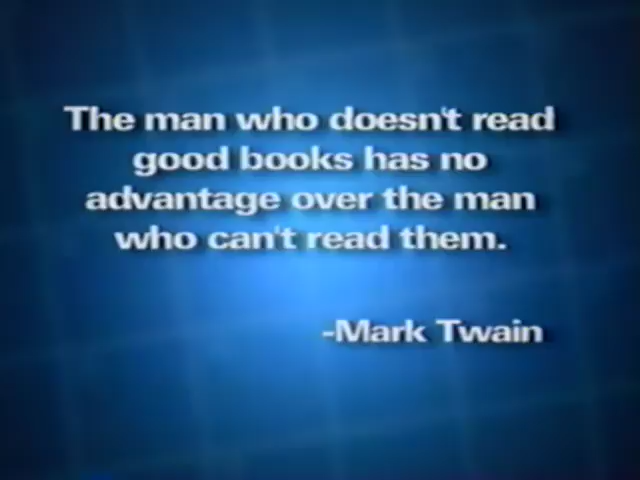 The man who doesn't read
good books has no
advantage over the man
who can't read them.
-Mark Twain